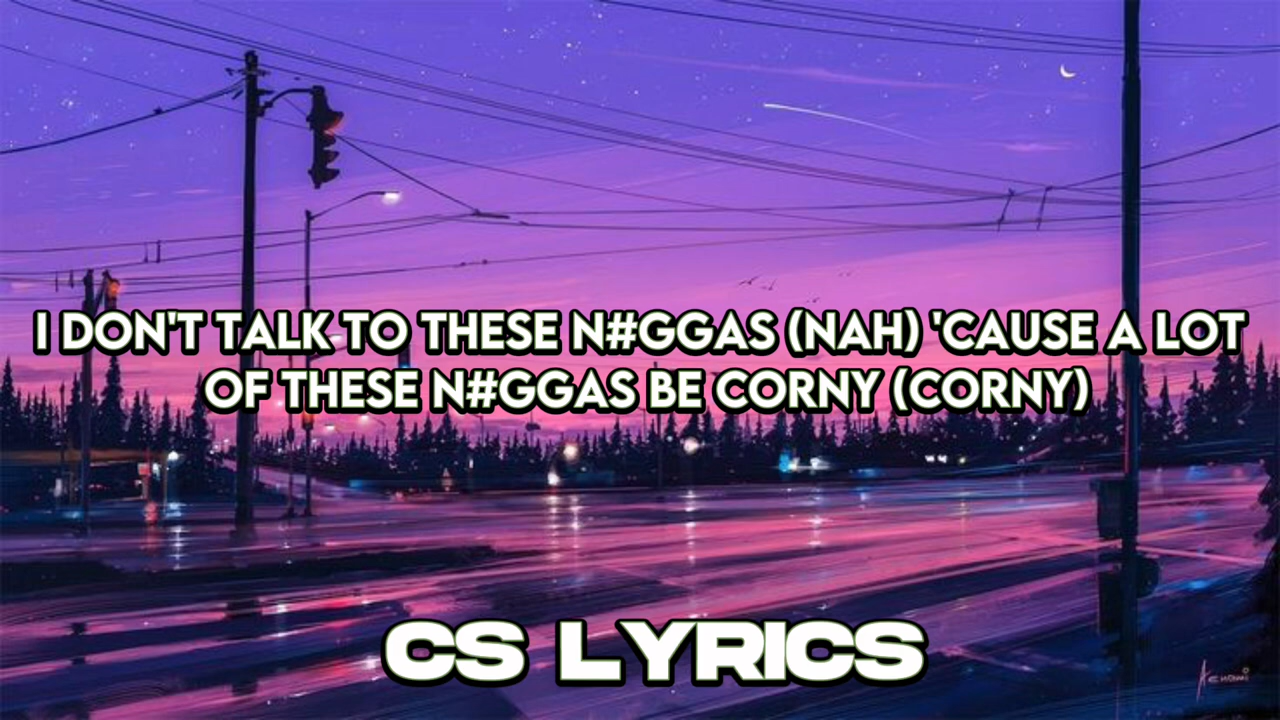 I DON'T TALK TO THESE N#GGAS (NAH) 'CAUSE A LOT
OF THESE N#GGAS BE CORNY (CORNY)
CS LYRICS